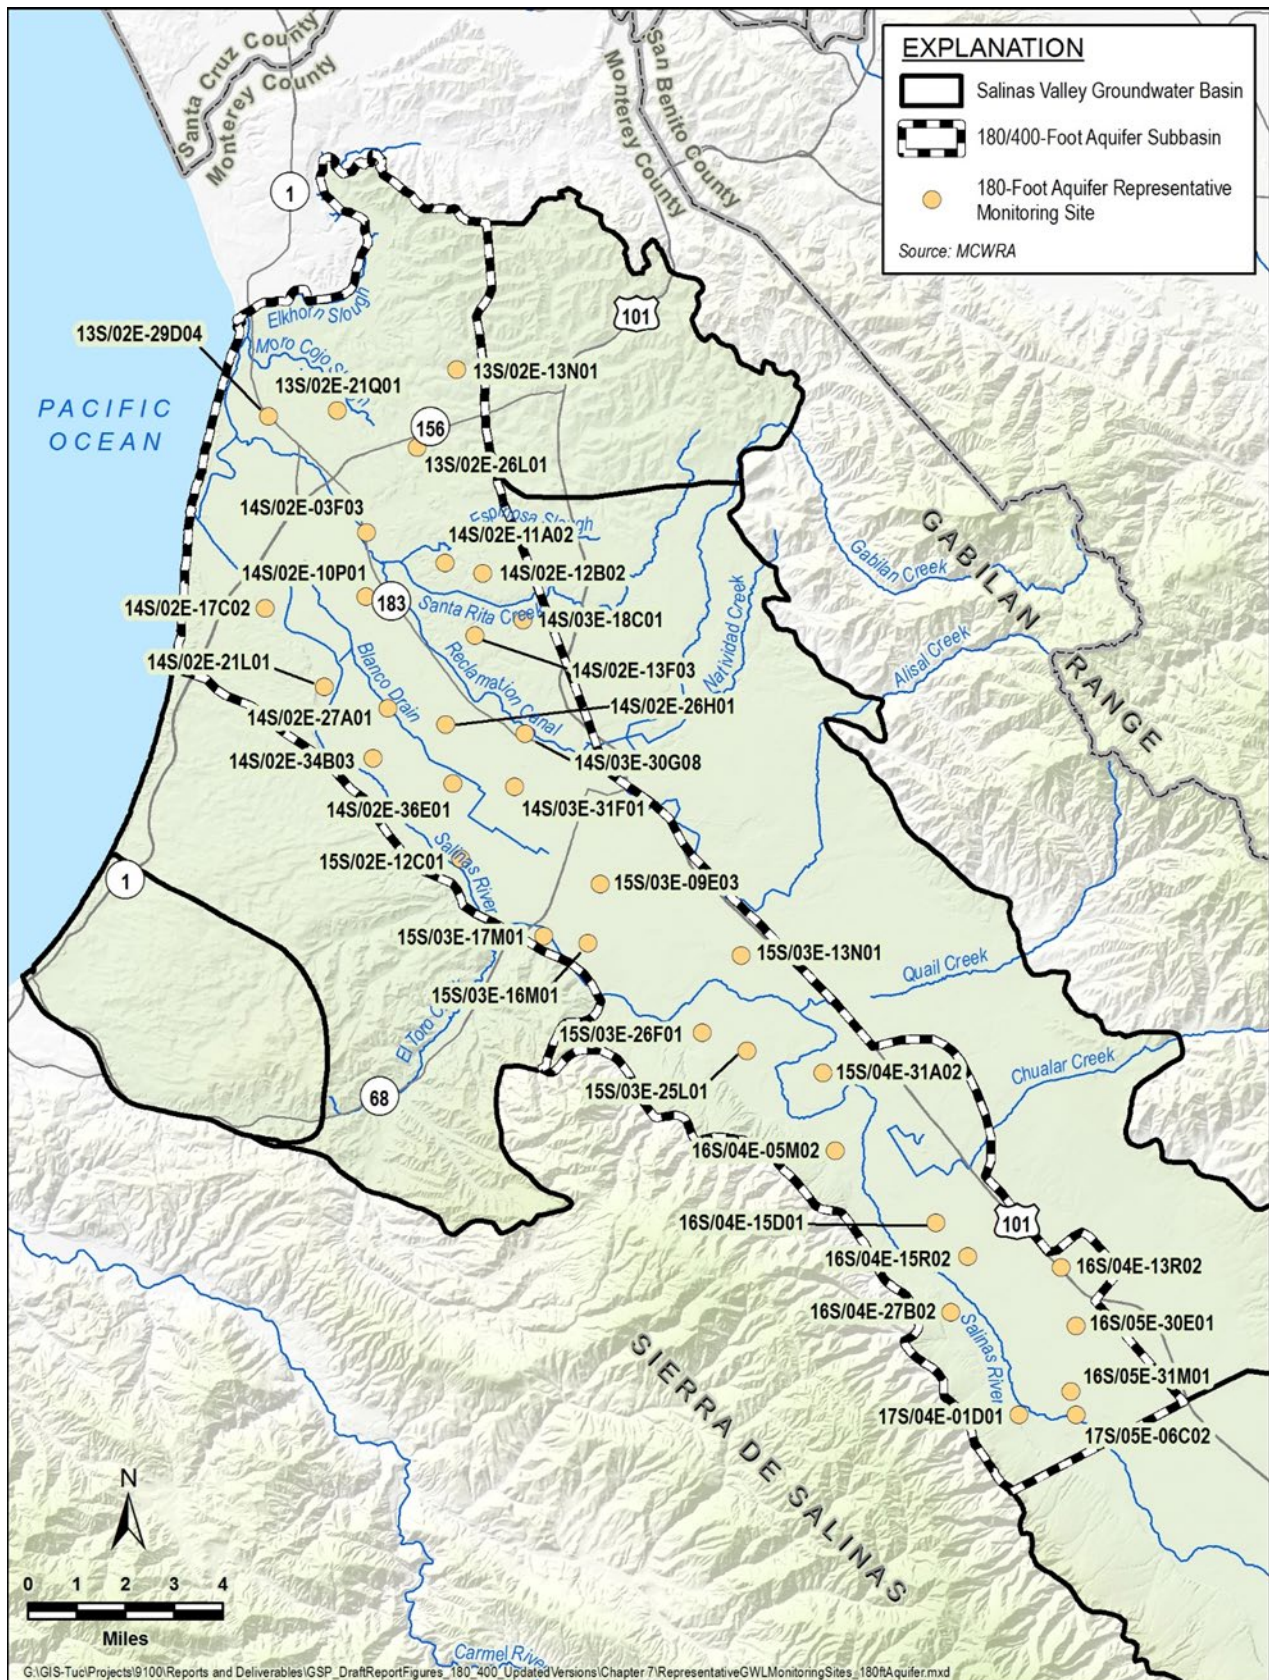 Santa Cruz County
Monterey County
San Benito County
Monterey County
EXPLANATION
Salinas Valley Groundwater Basin
180/400-Foot Aquifer Subbasin
180-Foot Aquifer Representative
Monitoring Site
Source: MCWRA
1
101
Elkhorn Slough
13S/02E-29D04
Moro Cojo
13S/02E-13N01
13S/02E-21Q01
PACIFIC
OCEAN
156
13S/02E-26L01
14S/02E-03F03
Espinosa Slough
14S/02E-11A02
GABILAN
RANGE
Gabilan Creek
14S/02E-10P01
14S/02E-12B02
183
14S/02E-17C02
Santa Rita Creek
14S/03E-18C01
Natividad Creek
Alisal Creek
14S/02E-21L01
Blanco Drain
Reclamation Canal
14S/02E-13F03
14S/02E-27A01
14S/02E-26H01
14S/02E-34B03
14S/03E-30G08
14S/02E-36E01
14S/03E-31F01
Salinas River
15S/02E-12C01
1
15S/03E-09E03
15S/03E-17M01
15S/03E-13N01
Quail Creek
15S/03E-16M01
El Toro
15S/03E-26F01
Chualar Creek
15S/04E-31A02
15S/03E-25L01
68
16S/04E-05M02
16S/04E-15D01
101
16S/04E-15R02
16S/04E-13R02
16S/04E-27B02
16S/05E-30E01
Salinas River
SIERRA DE SALINAS
16S/05E-31M01
17S/04E-01D01
17S/05E-06C02
N
0 1 2 3 4
Miles
Carmel River
G:\GIS-Tuc\Projects\9100\Reports and Deliverables\GSP_DraftReportFigures_180_400_UpdatedVersions\Chapter 7\RepresentativeGWLMonitoringSites_180ftAquifer.mxd